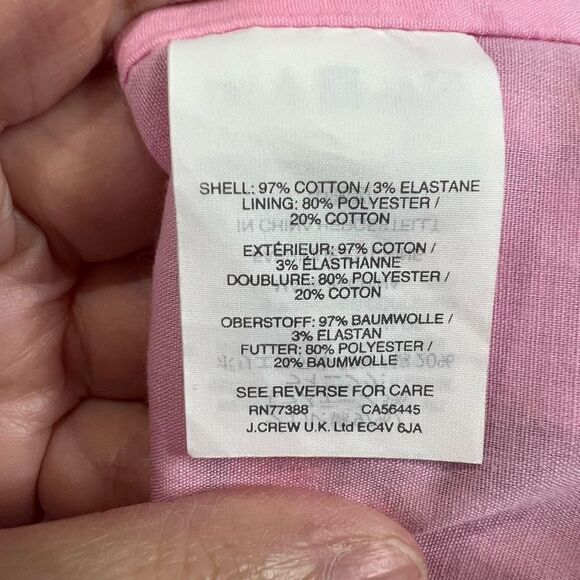 SHELL: 97% COTTON / 3% ELASTANE
LINING: 80% POLYESTER /
20% COTTON
EXTÉRIEUR: 97% COTON /
3% ÉLASTHANNE
DOUBLURE: 80% POLYESTER /
20% COTON
OBERSTOFF: 97% BAUMWOLLE /
3% ELASTAN
FUTTER: 80% POLYESTER /
20% BAUMWOLLE
SEE REVERSE FOR CARE
RN77388 CA56445
J.CREW U.K. Ltd EC4V 6JA